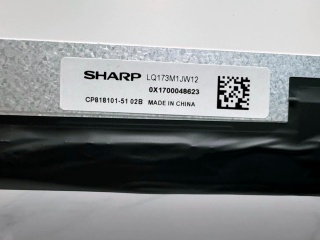 SHARP LQ173M1JW12
0X1700048623
CP818101-51 02B MADE IN CHINA